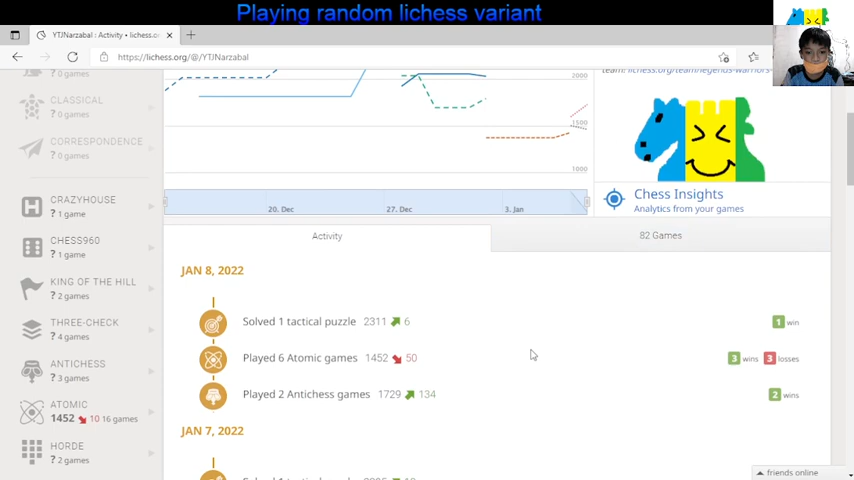 Playing random lichess variant
YTJNarzabal : Activity • lichess.o
https://lichess.org/@/YTJNarzabal
0 games
CLASSICAL
? 0 games
CORRESPONDENCE
? 0 games
CRAZYHOUSE
? 1 game
CHESS960
? 1 game
KING OF THE HILL
? 2 games
THREE-CHECK
? 4 games
ANTICHESS
? 3 games
ATOMIC
1452 10 16 games
HORDE
? 2 games
2000
1500
1000
20. Dec 27. Dec 3. Jan
team: lichess.org/team/legends-warriors-
Chess Insights
Analytics from your games
Activity 82 Games
JAN 8, 2022
Solved 1 tactical puzzle 2311 6 1 win
Played 6 Atomic games 1452 50 3 wins 3 losses
Played 2 Antichess games 1729 134 2 wins
JAN 7, 2022
friends online